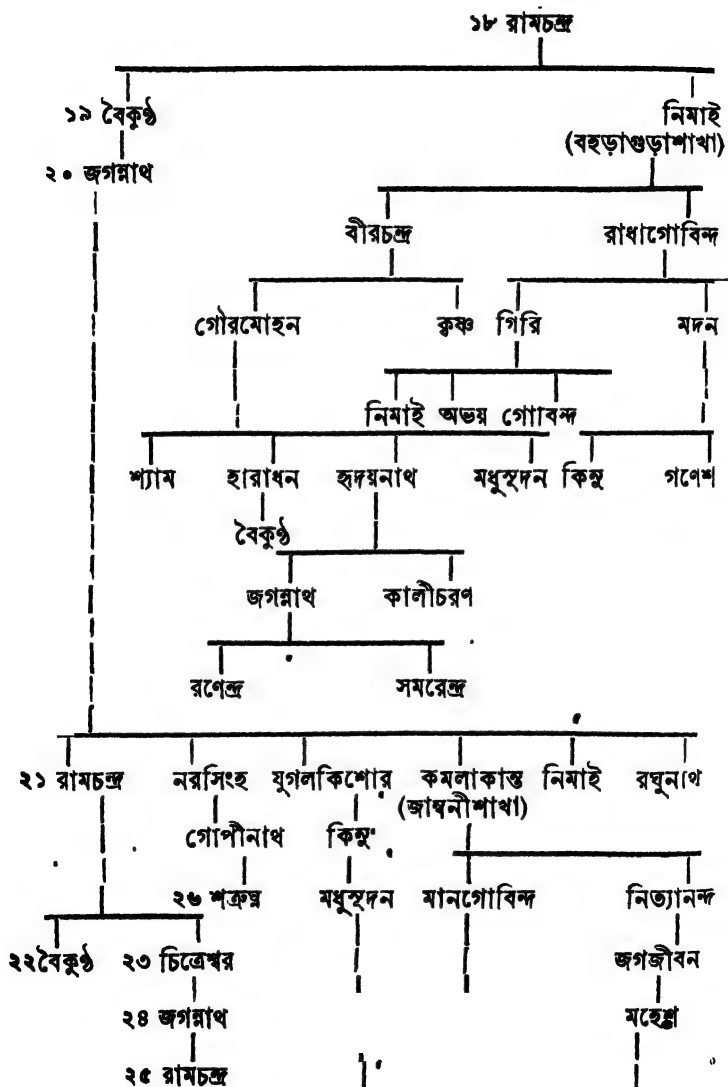 ১৮ রামচন্দ্র
১৯ বৈকুণ্ঠ নিমাই
(বহড়াগুড়াশাখা)
২০ জগন্নাথ
বীরচন্দ্র রাধাগোবিন্দ
গৌরমোহন কৃষ্ণ গিরি মদন
নিমাই অভয় গোাবন্দ
শ্যাম হারাধন হৃদয়নাথ মধুসূদন কিনু গণেশ
বৈকুণ্ঠ
জগন্নাথ কালীচরণ
রণেন্দ্র সমরেন্দ্র
২১ রামচন্দ্র নরসিংহ যুগলকিশোর কমলাকান্ত নিমাই রঘুনাথ
(জাম্বনীশাখা)
গোপীনাথ কিনু
২৬ শত্রুঘ্ন মধুসূদন মানগোবিন্দ নিত্যানন্দ
২২বৈকুণ্ঠ ২৩ চিত্রেশ্বর জগজীবন
২৪ জগন্নাথ মহেশ
২৫ রামচন্দ্র